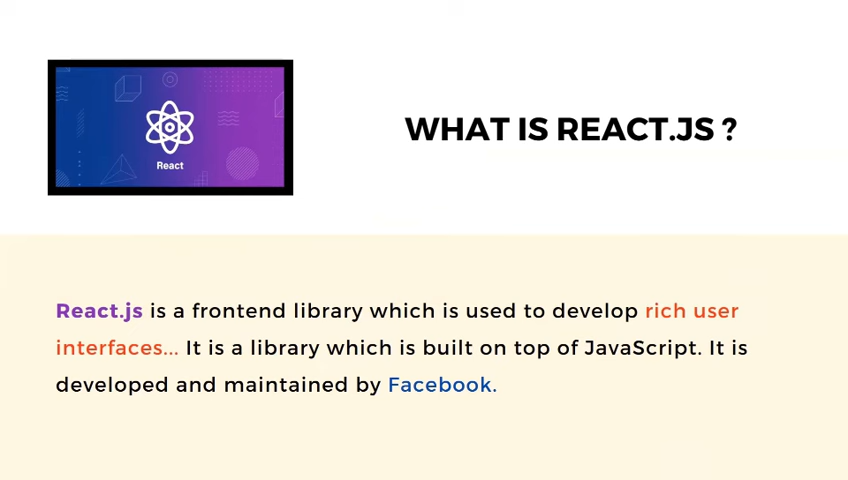 React
WHAT IS REACT.JS ?
React.js is a frontend library which is used to develop rich user
interfaces... It is a library which is built on top of JavaScript. It is
developed and maintained by Facebook.